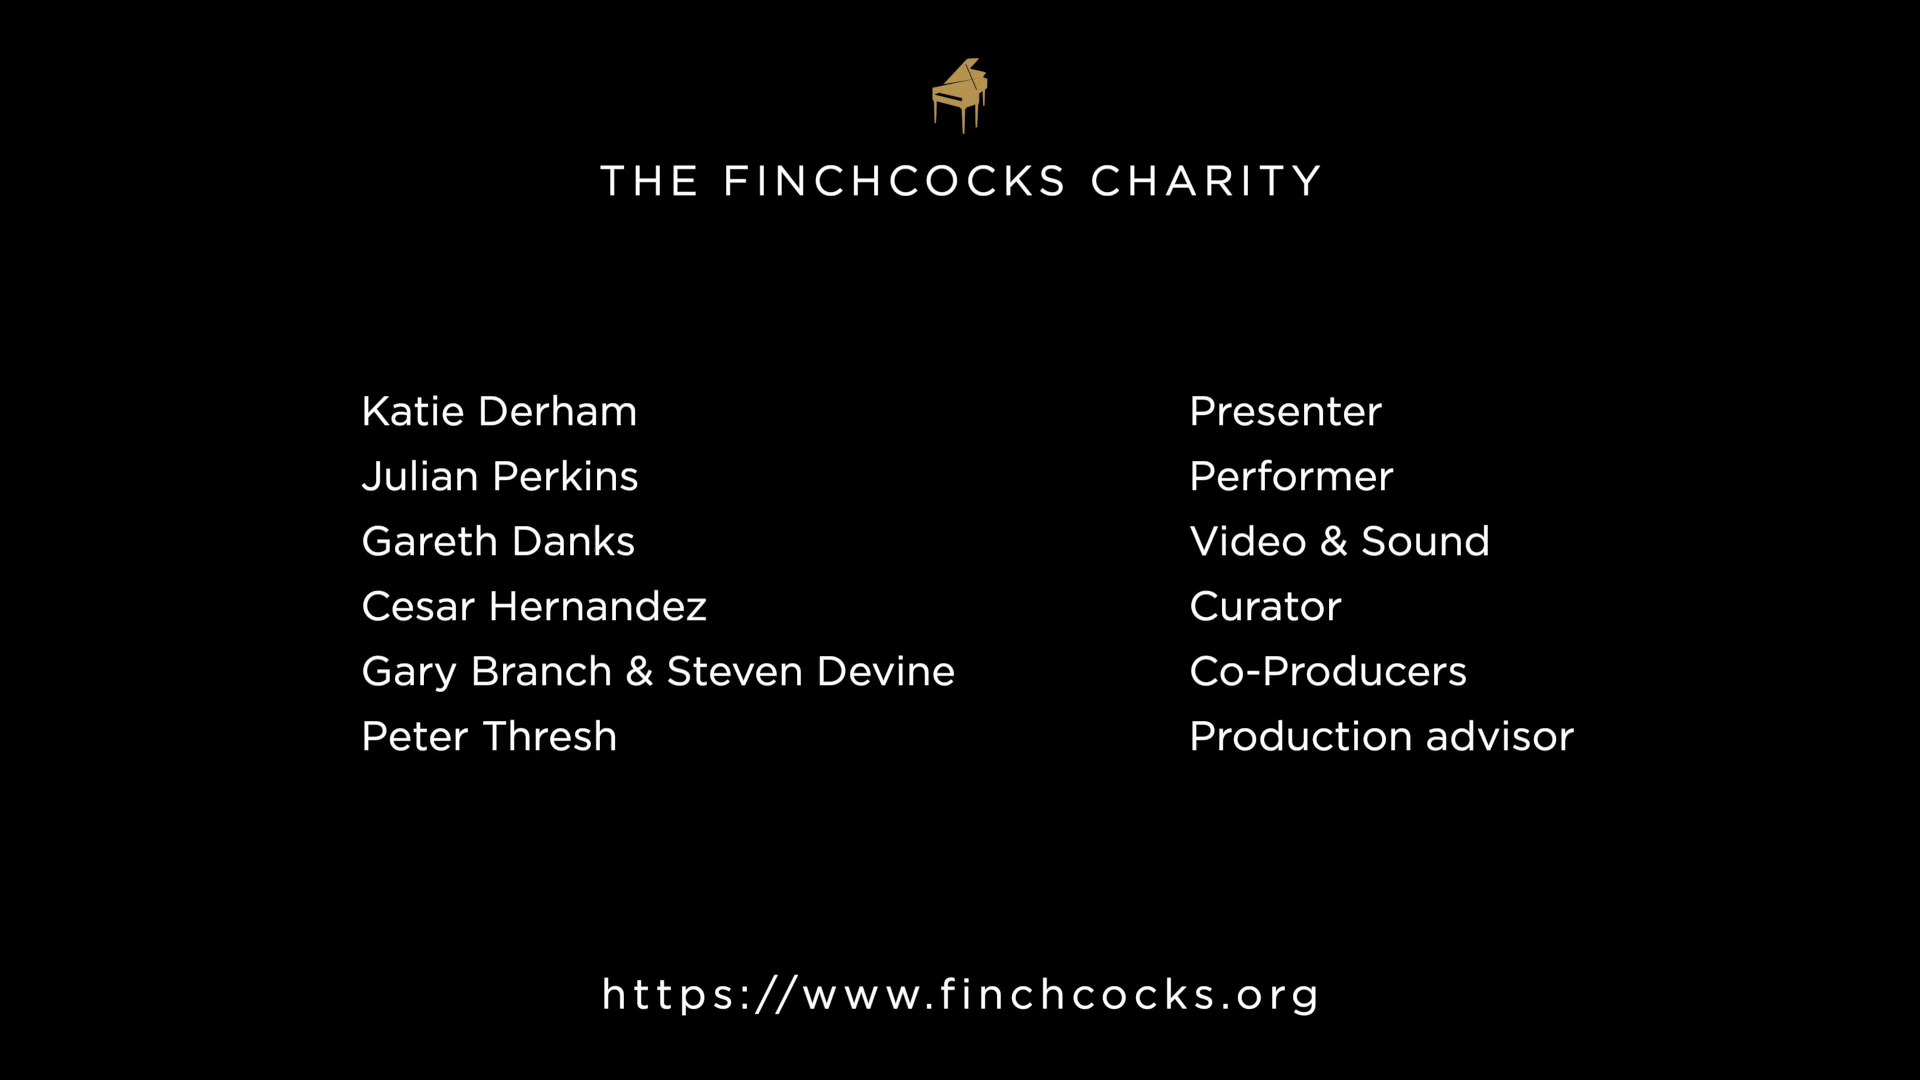 THE FINCHCOCKS CHARITY
Katie Derham Presenter
Julian Perkins Performer
Gareth Danks Video & Sound
Cesar Hernandez Curator
Gary Branch & Steven Devine Co-Producers
Peter Thresh Production advisor
https://www.finchcocks.org